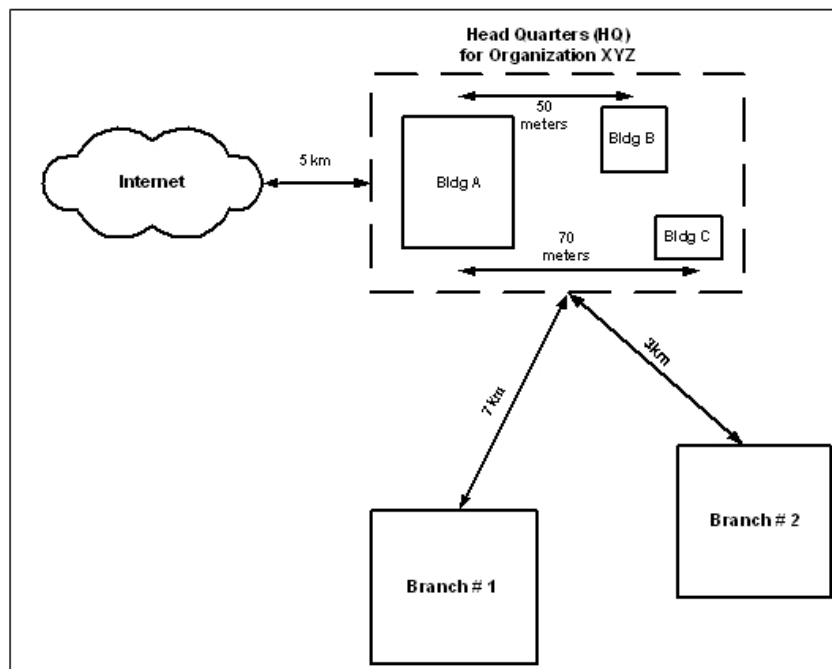 Head Quarters (HQ)
for Organization XYZ
50
meters
Bldg B
5 km
Internet
Bldg A
Bldg C
70
meters
7 km
3km
Branch # 2
Branch # 1